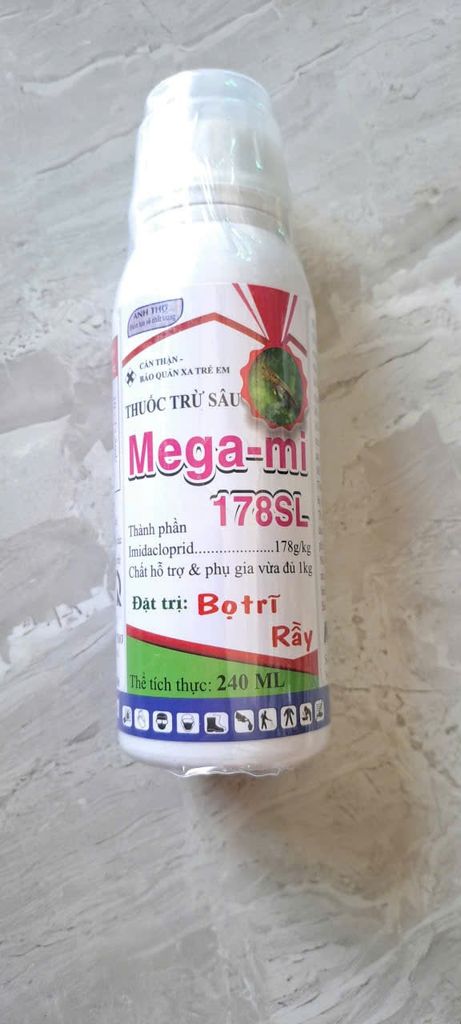 ANH THƠ
CẨN THẬN -
BẢO QUẢN XA TRẺ EM
THUỐC TRỪ SÂU
Mega-mi
178SL
Thành phần
Imidacloprid.....................178g/kg
Chất hỗ trợ & phụ gia vừa đủ 1kg
Đặt trị: Bọ trĩ
Rầy
Thể tích thực: 240 ML